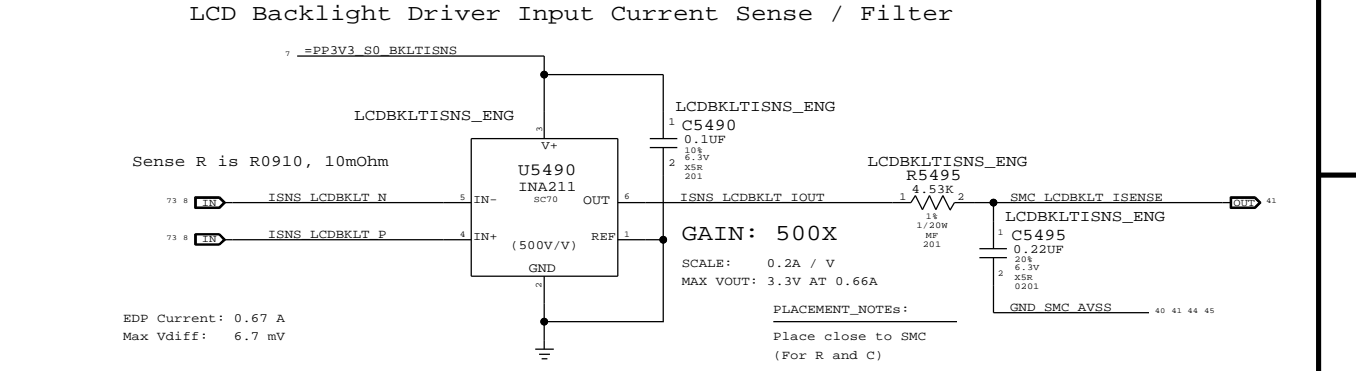 LCD Backlight Driver Input Current Sense / Filter
7 =PP3V3_S0_BKLTISNS
LCDBKLTISNS_ENG
3
V+
LCDBKLTISNS_ENG
1 C5490
0.1UF
10%
6.3V
2 X5R
201
Sense R is R0910, 10mOhm
U5490
INA211
SC70
73 8 IN ISNS_LCDBKLT_N 5 IN-
OUT 6 ISNS_LCDBKLT_IOUT
73 8 IN ISNS_LCDBKLT_P 4 IN+
REF 1
(500V/V)
GND
2
LCDBKLTISNS_ENG
R5495
1 4.53K 2
1%
1/20W
MF
201
SMC_LCDBKLT_ISENSE OUT 41
LCDBKLTISNS_ENG
1 C5495
0.22UF
20%
6.3V
2 X5R
0201
GND_SMC_AVSS 40 41 44 45
GAIN: 500X
SCALE: 0.2A / V
MAX VOUT: 3.3V AT 0.66A
EDP Current: 0.67 A
Max Vdiff: 6.7 mV
PLACEMENT_NOTEs:
Place close to SMC
(For R and C)